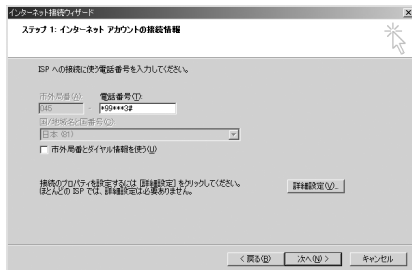 インターネット接続ウィザード
ステップ 1: インターネット アカウントの接続情報
ISP への接続に使う電話番号を入力してください。
市外局番(A): 電話番号(T):
045 - *99***3#
国/地域名と国番号(O):
日本 (81)
市外局番とダイヤル情報を使う(U)
接続のプロパティを設定するには [詳細設定] をクリックしてください。
ほとんどの ISP では、詳細設定は必要ありません。
詳細設定(V)...
< 戻る(B) 次へ(N) > キャンセル